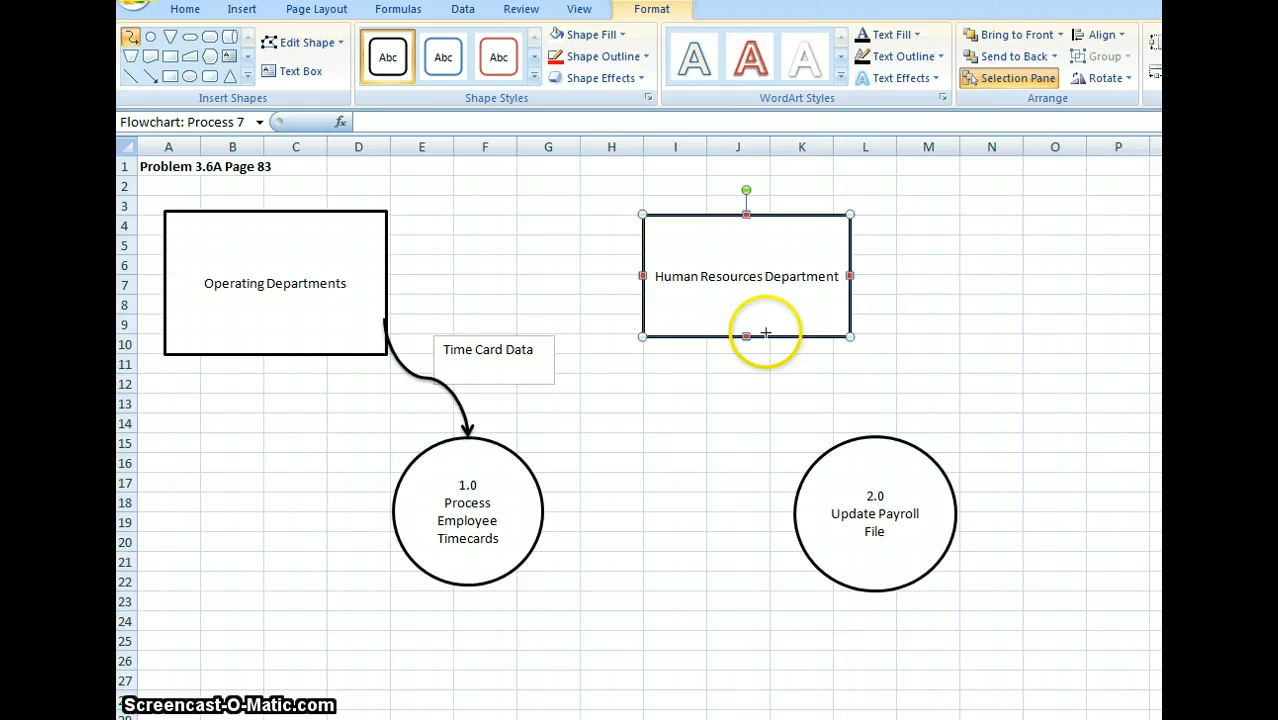 Home Insert Page Layout Formulas Data Review View Format
Edit Shape
Text Box
Insert Shapes
Abc Abc Abc
Shape Fill
Shape Outline
Shape Effects
Shape Styles
A A A
Text Fill
Text Outline
Text Effects
WordArt Styles
Bring to Front
Send to Back
Selection Pane
Align
Group
Rotate
Arrange
Flowchart: Process 7 fx
A B C D E F G H I J K L M N O P
1 Problem 3.6A Page 83
2
3
4
5
6
7
8
9
10
11
12
13
14
15
16
17
18
19
20
21
22
23
24
25
26
27
Operating Departments
Human Resources Department
Time Card Data
1.0
Process
Employee
Timecards
2.0
Update Payroll
File
Screencast-O-Matic.com